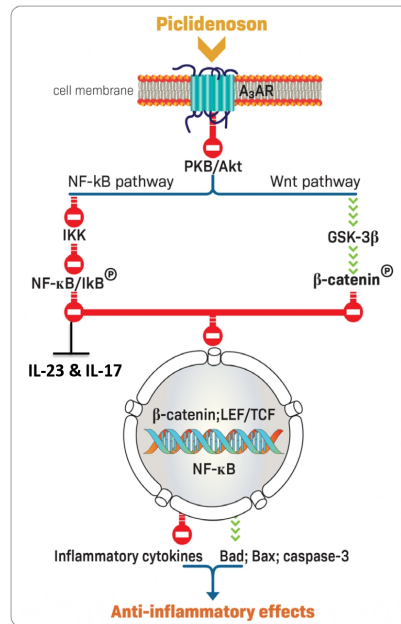 Piclidenoson
cell membrane
A₃AR
PKB/Akt
NF-kB pathway
Wnt pathway
IKK
GSK-3β
NF-κB/IkB Ⓟ
β-catenin Ⓟ
IL-23 & IL-17
β-catenin;LEF/TCF
NF-κB
Inflammatory cytokines
Bad; Bax; caspase-3
Anti-inflammatory effects